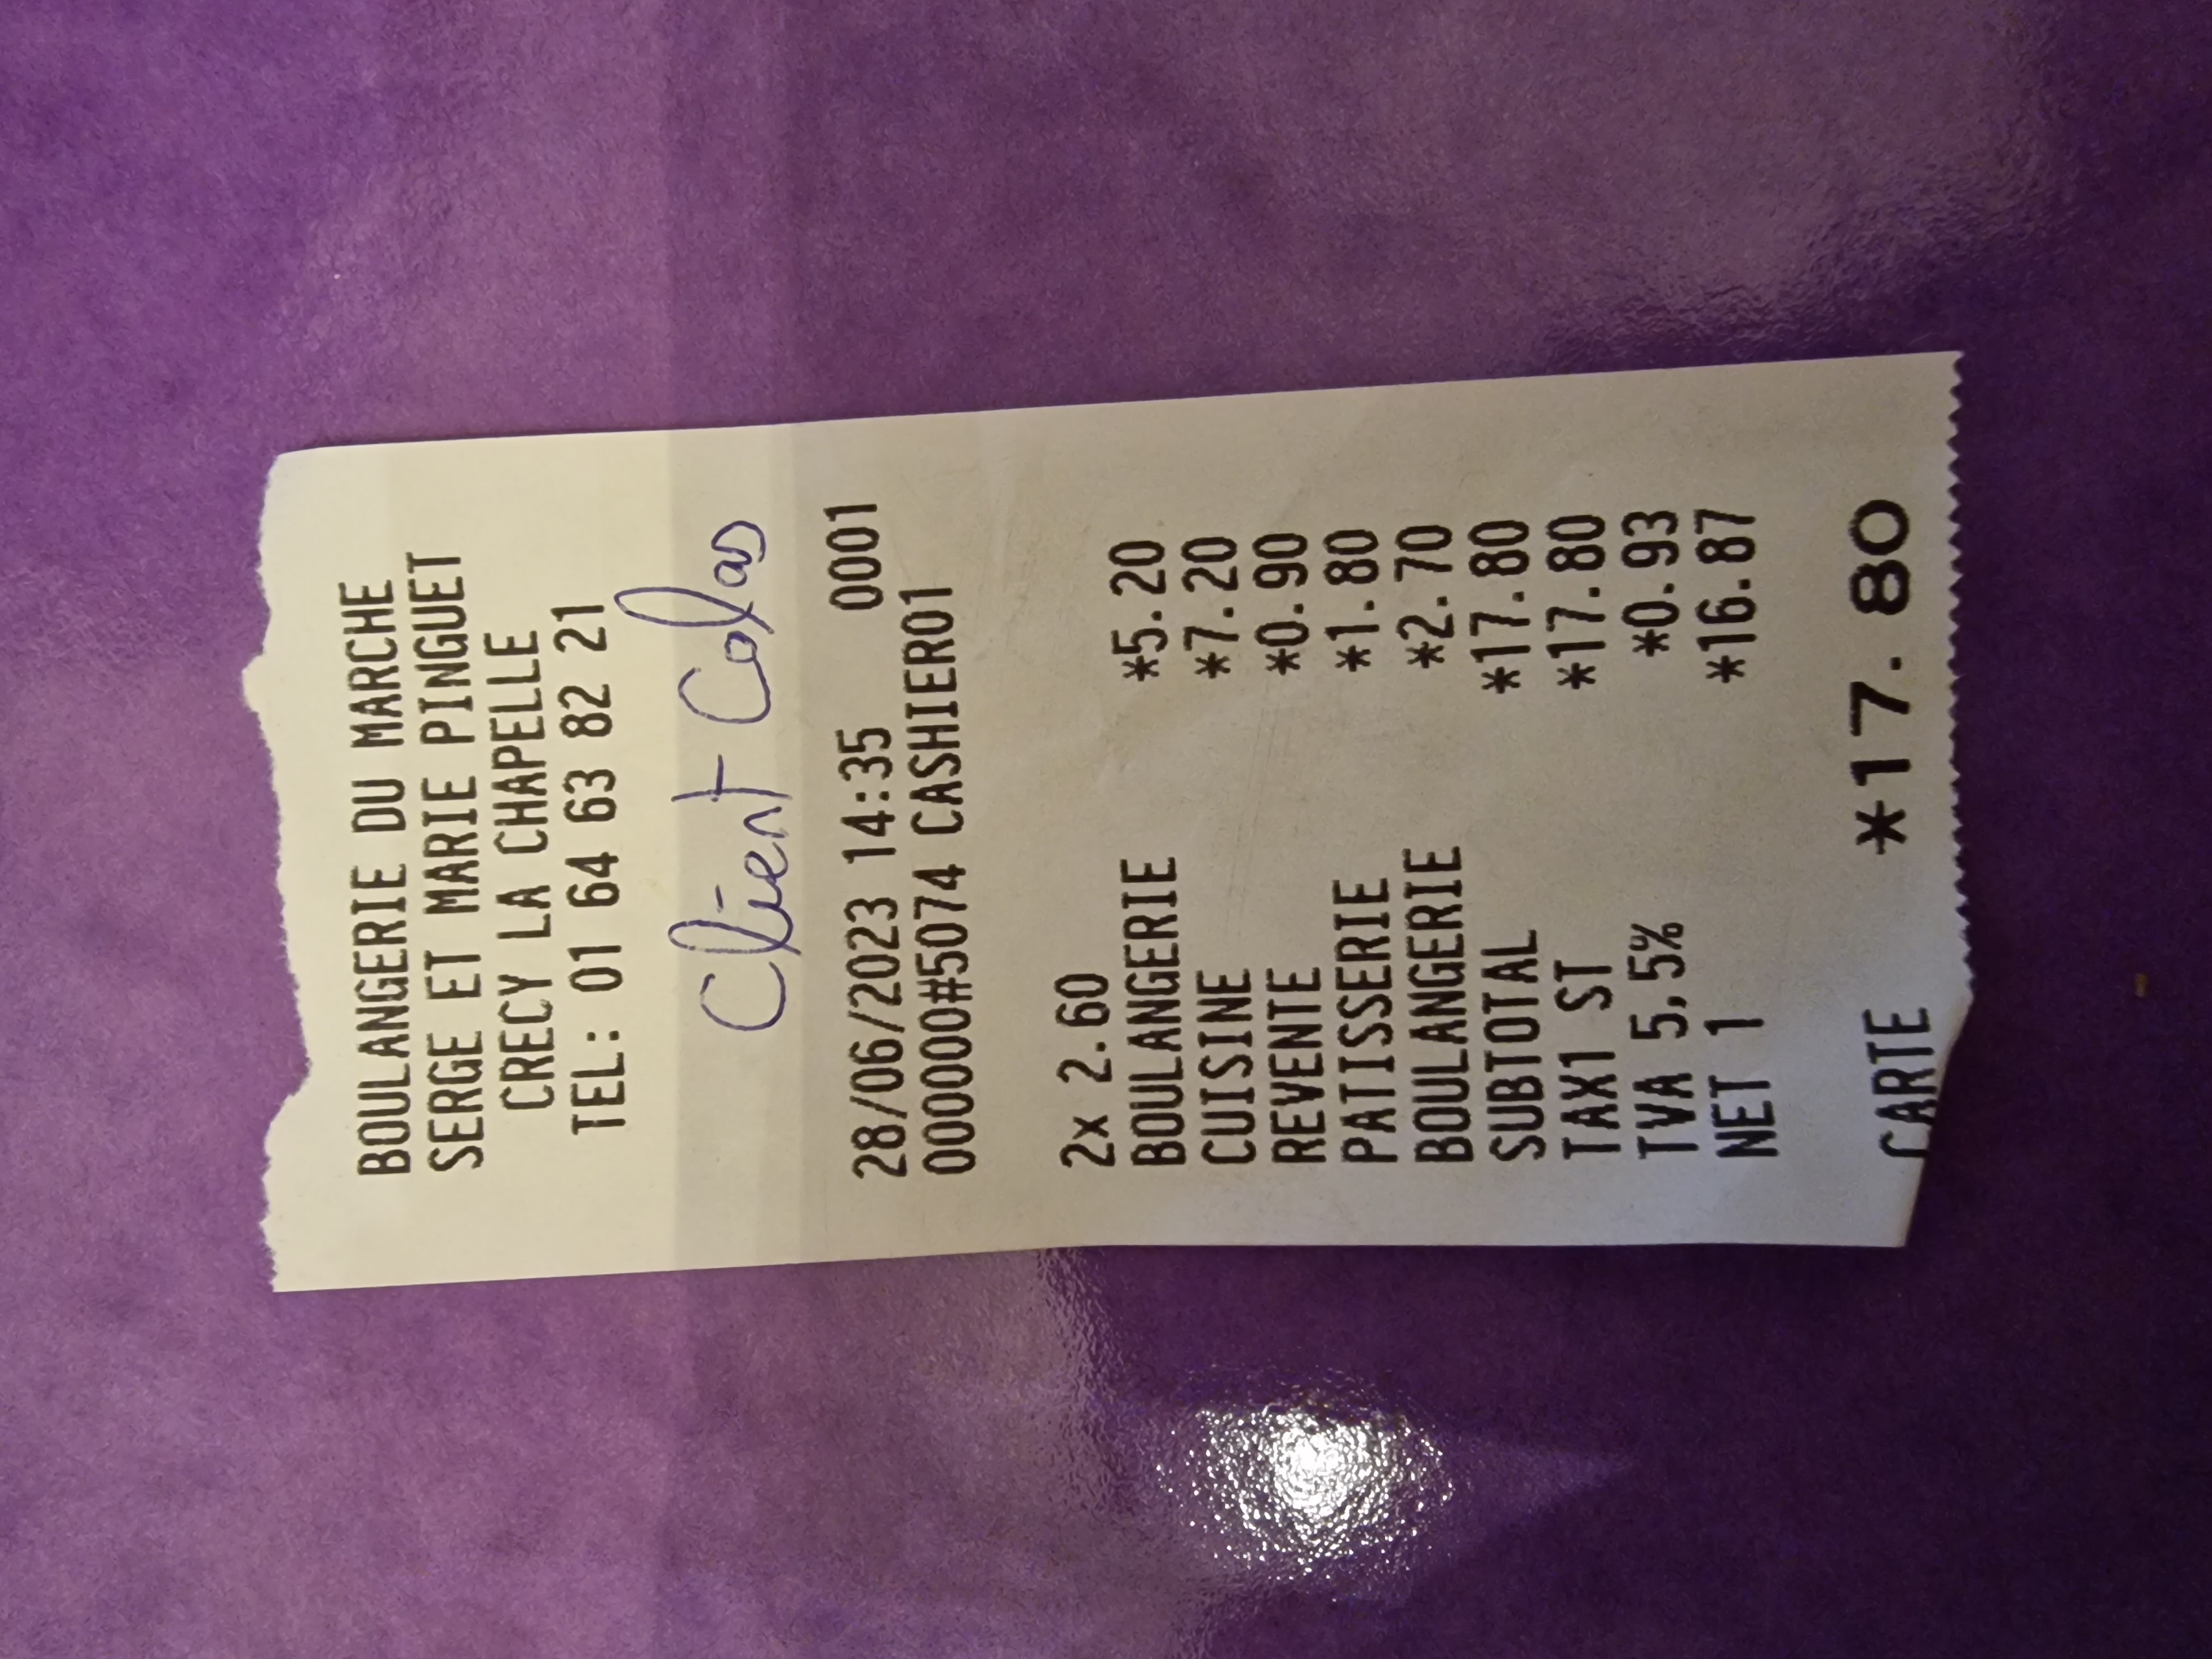 BOULANGERIE DU MARCHE
SERGE ET MARIE PINGUET
CRECY LA CHAPELLE
TEL: 01 64 63 82 21
Client Colas
28/06/2023 14:35 0001
000000#5074 CASHIER01
2x 2.60
BOULANGERIE *5.20
CUISINE *7.20
REVENTE *0.90
PATISSERIE *1.80
BOULANGERIE *2.70
SUBTOTAL *17.80
TAX1 ST *17.80
TVA 5,5% *0.93
NET 1 *16.87
CARTE *17.80